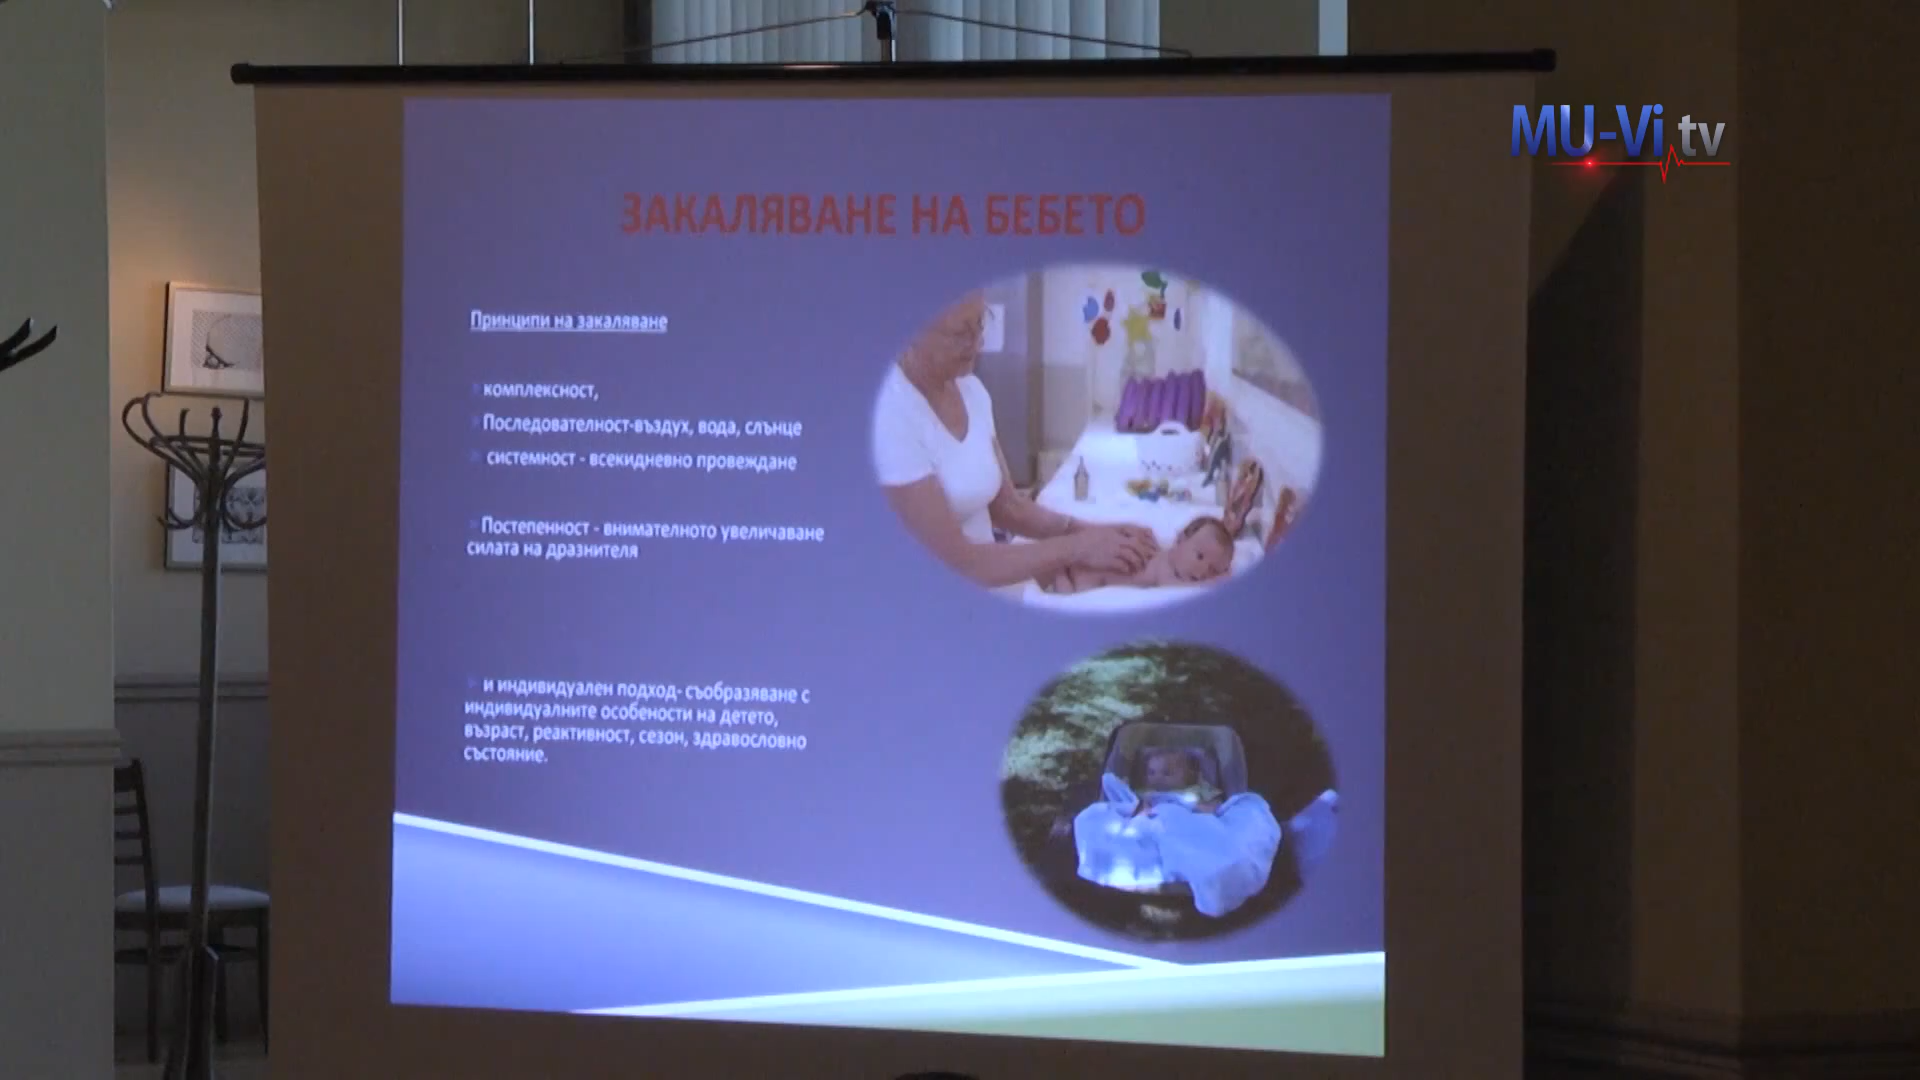 MU-Vi.tv
ЗАКАЛЯВАНЕ НА БЕБЕТО
Принципи на закаляване
комплексност,
Последователност-въздух, вода, слънце
системност - всекидневно провеждане
Постепенност - внимателното увеличаване
силата на дразнителя
и индивидуален подход- съобразяване с
индивидуалните особености на детето,
възраст, реактивност, сезон, здравословно
състояние.